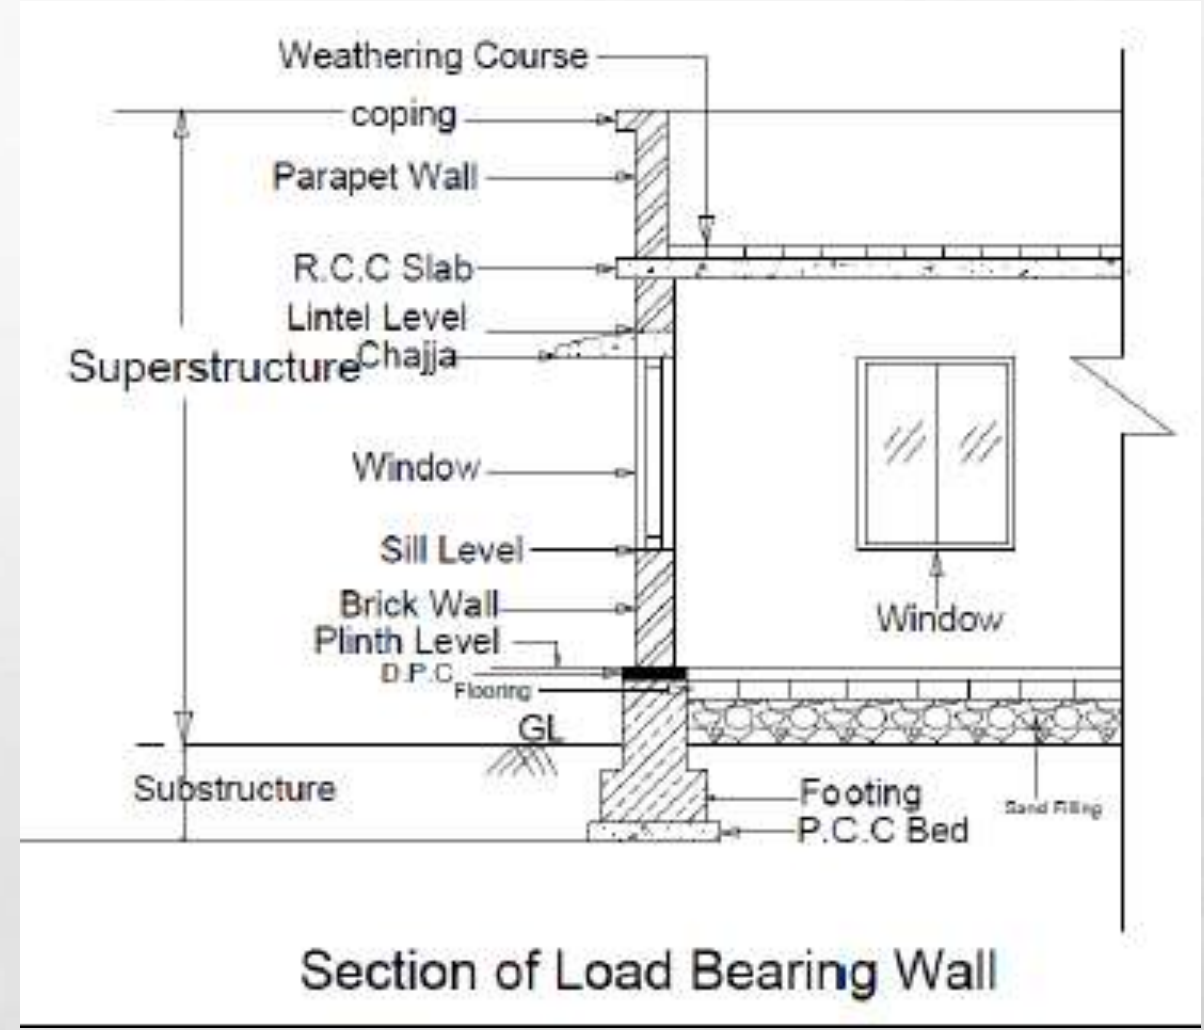 Weathering Course
coping
Parapet Wall
R.C.C Slab
Lintel Level
Chajja
Superstructure
Window
Sill Level
Brick Wall
Window
Plinth Level
D.P.C
Flooring
GL
Substructure
Footing
Sand Filling
P.C.C Bed
Section of Load Bearing Wall